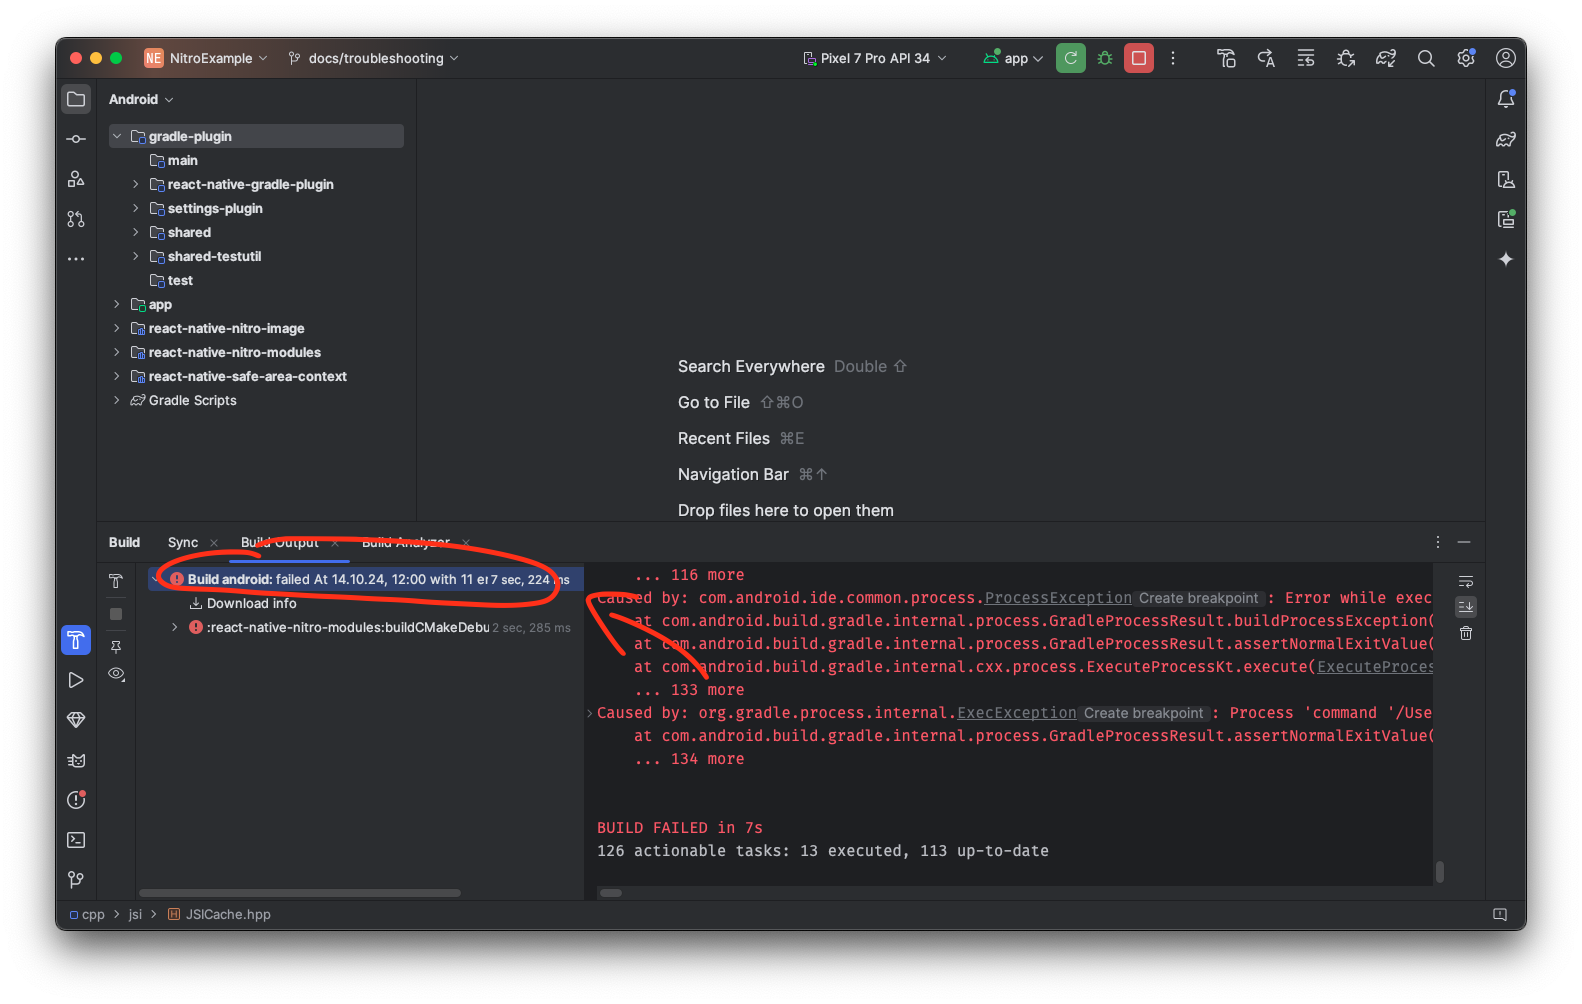 NE NitroExample docs/troubleshooting Pixel 7 Pro API 34 app
Android
gradle-plugin
main
react-native-gradle-plugin
settings-plugin
shared
shared-testutil
test
app
react-native-nitro-image
react-native-nitro-modules
react-native-safe-area-context
Gradle Scripts
Search Everywhere Double ⇧
Go to File ⇧⌘O
Recent Files ⌘E
Navigation Bar ⌘↑
Drop files here to open them
Build Sync Build Output Build Analyzer
Build android: failed At 14.10.24, 12:00 with 11 er 7 sec, 224 ms
Download info
:react-native-nitro-modules:buildCMakeDebu 2 sec, 285 ms
... 116 more
Caused by: com.android.ide.common.process.ProcessException Create breakpoint : Error while exec
at com.android.build.gradle.internal.process.GradleProcessResult.buildProcessException(
at com.android.build.gradle.internal.process.GradleProcessResult.assertNormalExitValue(
at com.android.build.gradle.internal.cxx.process.ExecuteProcessKt.execute(ExecuteProces
... 133 more
Caused by: org.gradle.process.internal.ExecException Create breakpoint : Process 'command '/Use
at com.android.build.gradle.internal.process.GradleProcessResult.assertNormalExitValue(
... 134 more
BUILD FAILED in 7s
126 actionable tasks: 13 executed, 113 up-to-date
cpp > jsi > H JSICache.hpp